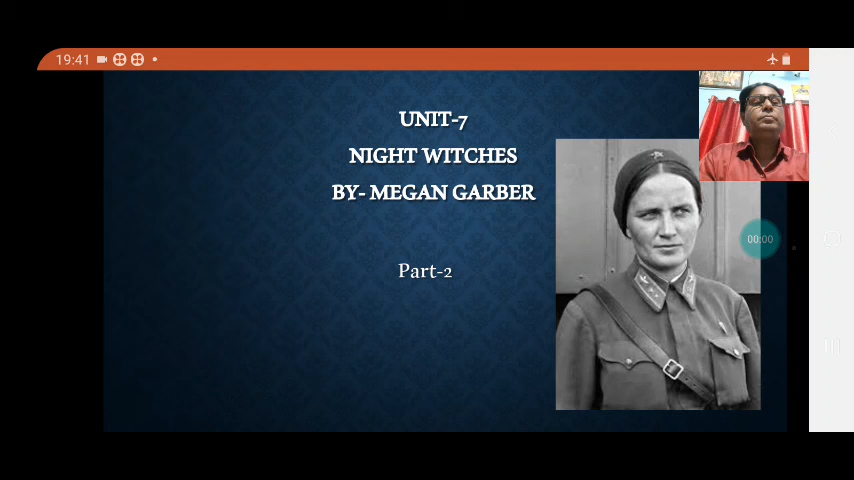 19:41
UNIT-7
NIGHT WITCHES
BY- MEGAN GARBER
Part-2
00:00